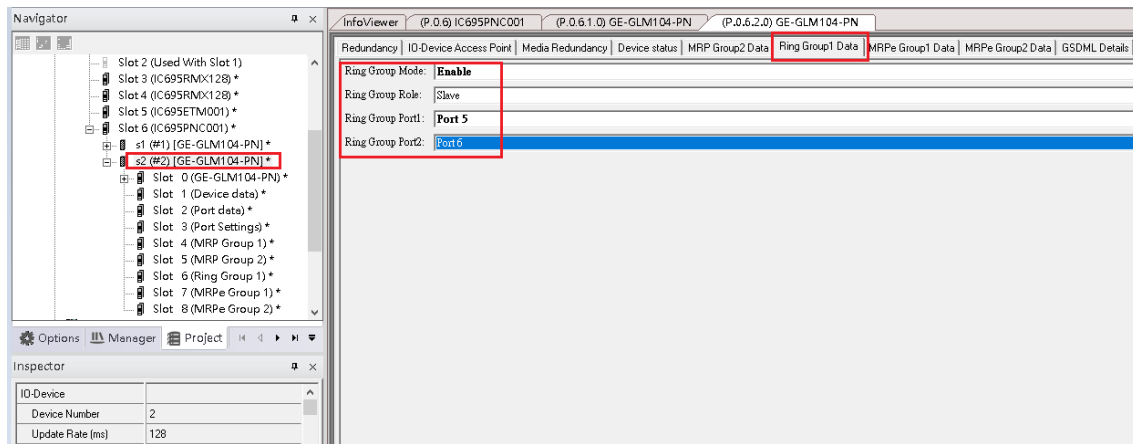 Navigator
Slot 2 (Used With Slot 1)
Slot 3 (IC695RMX128) *
Slot 4 (IC695RMX128) *
Slot 5 (IC695ETM001) *
Slot 6 (IC695PNC001) *
s1 (#1) [GE-GLM104-PN] *
s2 (#2) [GE-GLM104-PN] *
Slot 0 (GE-GLM104-PN) *
Slot 1 (Device data) *
Slot 2 (Port data) *
Slot 3 (Port Settings) *
Slot 4 (MRP Group 1) *
Slot 5 (MRP Group 2) *
Slot 6 (Ring Group 1) *
Slot 7 (MRPe Group 1) *
Slot 8 (MRPe Group 2) *
Options Manager Project
Inspector
IO-Device
Device Number 2
Update Rate (ms) 128
InfoViewer (P.0.6) IC695PNC001 (P.0.6.1.0) GE-GLM104-PN (P.0.6.2.0) GE-GLM104-PN
Redundancy IO-Device Access Point Media Redundancy Device status MRP Group2 Data Ring Group1 Data MRPe Group1 Data MRPe Group2 Data GSDML Details
Ring Group Mode: Enable
Ring Group Role: Slave
Ring Group Port1: Port 5
Ring Group Port2: Port 6